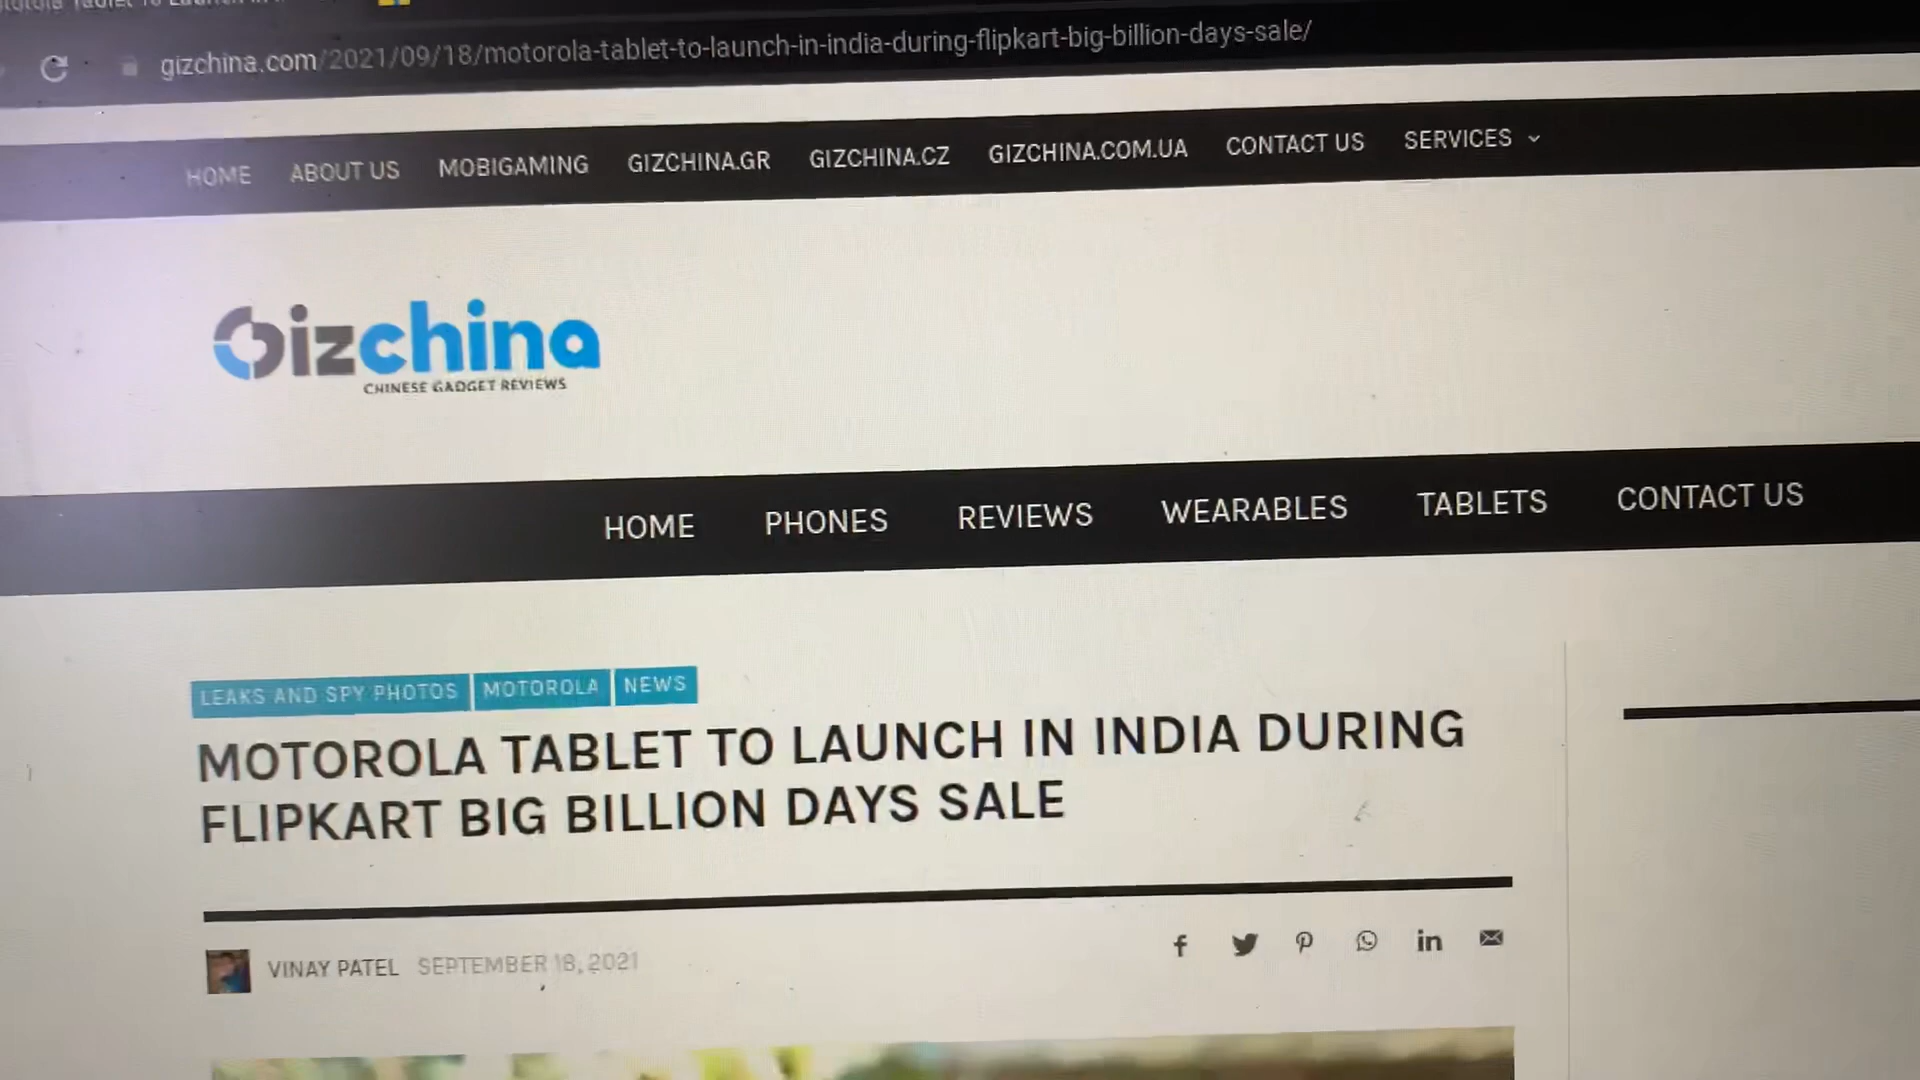 gizchina.com/2021/09/18/motorola-tablet-to-launch-in-india-during-flipkart-big-billion-days-sale/
HOME ABOUT US MOBIGAMING GIZCHINA.GR GIZCHINA.CZ GIZCHINA.COM.UA CONTACT US SERVICES
Gizchina
CHINESE GADGET REVIEWS
HOME PHONES REVIEWS WEARABLES TABLETS CONTACT US
LEAKS AND SPY PHOTOS MOTOROLA NEWS
MOTOROLA TABLET TO LAUNCH IN INDIA DURING
FLIPKART BIG BILLION DAYS SALE
VINAY PATEL SEPTEMBER 18, 2021